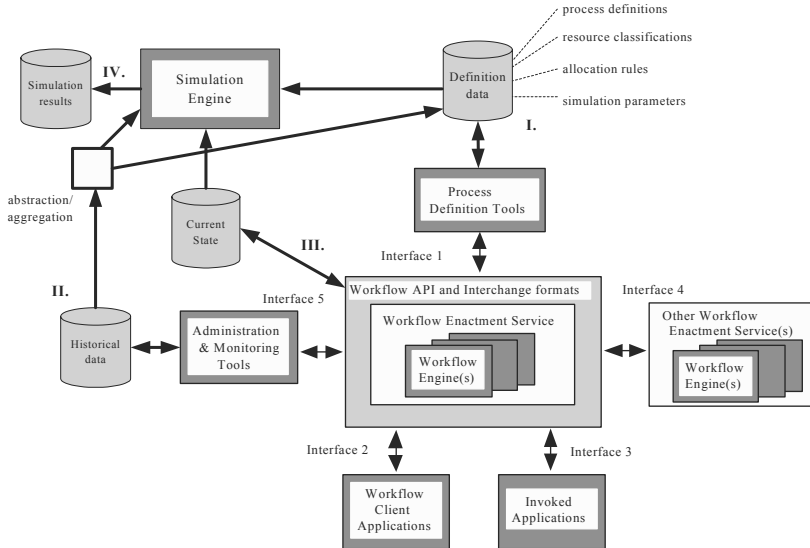 process definitions
resource classifications
allocation rules
simulation parameters
Simulation
results
IV.
Simulation
Engine
Definition
data
I.
abstraction/
aggregation
Process
Definition Tools
Current
State
III.
Interface 1
II.
Interface 5
Workflow API and Interchange formats
Interface 4
Historical
data
Administration
& Monitoring
Tools
Workflow Enactment Service
Workflow
Engine(s)
Other Workflow
Enactment Service(s)
Workflow
Engine(s)
Interface 2
Interface 3
Workflow
Client
Applications
Invoked
Applications